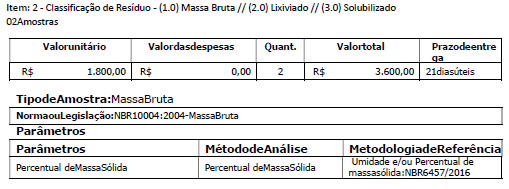 Item: 2 - Classificação de Resíduo - (1.0) Massa Bruta // (2.0) Lixiviado // (3.0) Solubilizado
02Amostras
Valorunitário Valordasdespesas Quant. Valortotal Prazodeentre
ga
R$ 1.800,00 R$ 0,00 2 R$ 3.600,00 21diasúteis
TipodeAmostra:MassaBruta
NormaouLegislação:NBR10004:2004-MassaBruta
Parâmetros
Parâmetros MétododeAnálise MetodologiadeReferência
Percentual deMassaSólida Percentual deMassaSólida Umidade e/ou Percentual de
massasólida:NBR6457/2016